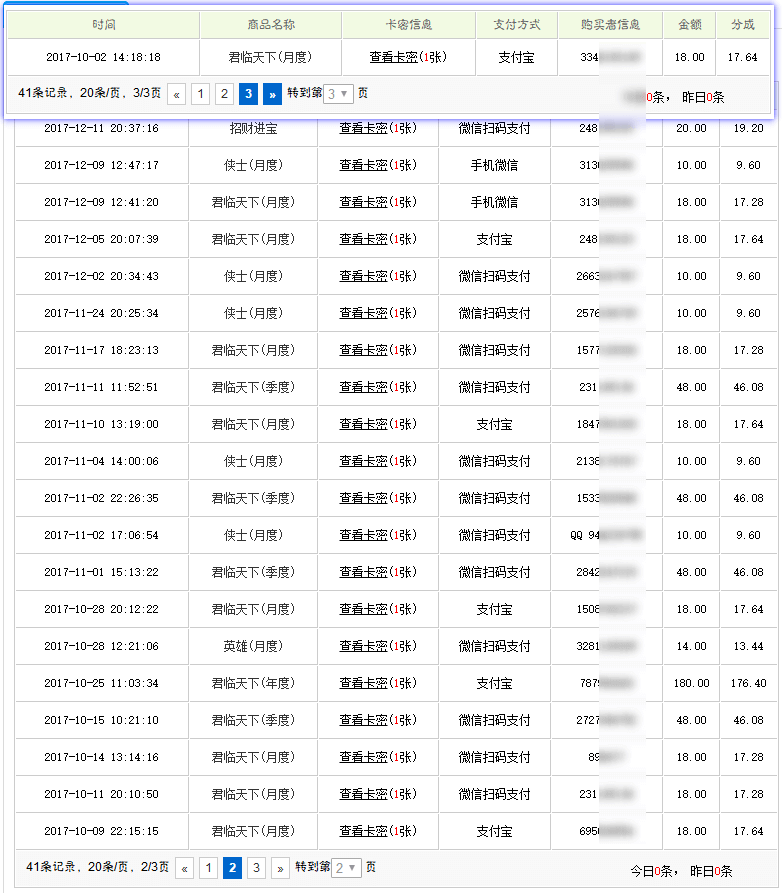 时间 商品名称 卡密信息 支付方式 购买者信息 金额 分成
2017-10-02 14:18:18 君临天下(月度) 查看卡密(1张) 支付宝 334 18.00 17.64
41条记录，20条/页，3/3页 « 1 2 3 » 转到第 3 页 0条， 昨日0条
2017-12-11 20:37:16 招财进宝 查看卡密(1张) 微信扫码支付 248 20.00 19.20
2017-12-09 12:47:17 侠士(月度) 查看卡密(1张) 手机微信 3130 10.00 9.60
2017-12-09 12:41:20 君临天下(月度) 查看卡密(1张) 手机微信 3130 18.00 17.28
2017-12-05 20:07:39 君临天下(月度) 查看卡密(1张) 支付宝 248 18.00 17.64
2017-12-02 20:34:43 侠士(月度) 查看卡密(1张) 微信扫码支付 2663 10.00 9.60
2017-11-24 20:25:34 侠士(月度) 查看卡密(1张) 微信扫码支付 2576 10.00 9.60
2017-11-17 18:23:13 君临天下(月度) 查看卡密(1张) 微信扫码支付 1577 18.00 17.28
2017-11-11 11:52:51 君临天下(季度) 查看卡密(1张) 微信扫码支付 231 48.00 46.08
2017-11-10 13:19:00 君临天下(月度) 查看卡密(1张) 支付宝 1847 18.00 17.64
2017-11-04 14:00:06 侠士(月度) 查看卡密(1张) 微信扫码支付 2138 10.00 9.60
2017-11-02 22:26:35 君临天下(季度) 查看卡密(1张) 微信扫码支付 1533 48.00 46.08
2017-11-02 17:06:54 侠士(月度) 查看卡密(1张) 微信扫码支付 QQ 94 10.00 9.60
2017-11-01 15:13:22 君临天下(季度) 查看卡密(1张) 微信扫码支付 2842 48.00 46.08
2017-10-28 20:12:22 君临天下(月度) 查看卡密(1张) 支付宝 1508 18.00 17.64
2017-10-28 12:21:06 英雄(月度) 查看卡密(1张) 微信扫码支付 3281 14.00 13.44
2017-10-25 11:03:34 君临天下(年度) 查看卡密(1张) 支付宝 787 180.00 176.40
2017-10-15 10:21:10 君临天下(季度) 查看卡密(1张) 微信扫码支付 2727 48.00 46.08
2017-10-14 13:14:16 君临天下(月度) 查看卡密(1张) 微信扫码支付 89 18.00 17.28
2017-10-11 20:10:50 君临天下(月度) 查看卡密(1张) 微信扫码支付 231 18.00 17.28
2017-10-09 22:15:15 君临天下(月度) 查看卡密(1张) 支付宝 695 18.00 17.64
41条记录，20条/页，2/3页 « 1 2 3 » 转到第 2 页 今日0条， 昨日0条